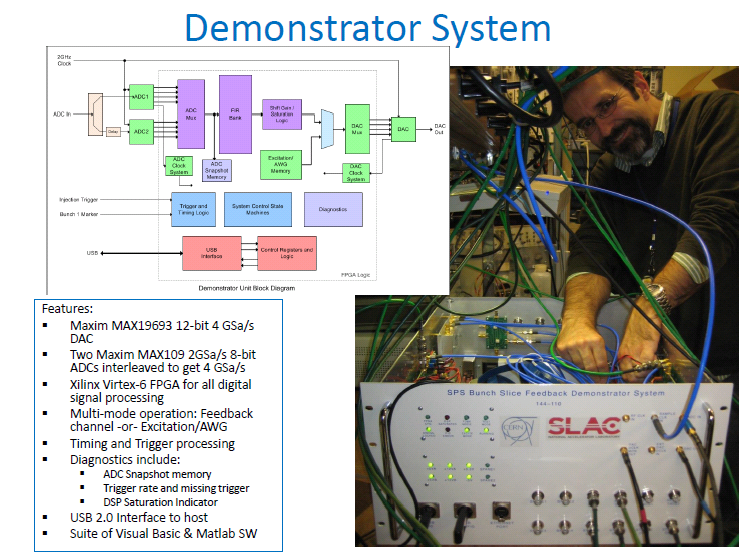 Demonstrator System
2GHz
Clock
ADC In
Delay
ADC1
ADC2
ADC
Mux
FIR
Bank
Shift Gain /
Saturation
Logic
DAC
Mux
DAC
DAC
Out
ADC
Clock
System
ADC
Snapshot
Memory
Excitation/
AWG
Memory
DAC
Clock
System
Injection Trigger
Bunch 1 Marker
Trigger and
Timing Logic
System Control State
Machines
Diagnostics
USB
USB
Interface
Control Registers and
Logic
FPGA Logic
Demonstrator Unit Block Diagram
Features:
▪ Maxim MAX19693 12-bit 4 GSa/s
DAC
▪ Two Maxim MAX109 2GSa/s 8-bit
ADCs interleaved to get 4 GSa/s
▪ Xilinx Virtex-6 FPGA for all digital
signal processing
▪ Multi-mode operation: Feedback
channel -or- Excitation/AWG
▪ Timing and Trigger processing
▪ Diagnostics include:
▪ ADC Snapshot memory
▪ Trigger rate and missing trigger
▪ DSP Saturation Indicator
▪ USB 2.0 Interface to host
▪ Suite of Visual Basic & Matlab SW
SPS Bunch Slice Feedback Demonstrator System
144-110
CERN
SLAC
NATIONAL ACCELERATOR LABORATORY